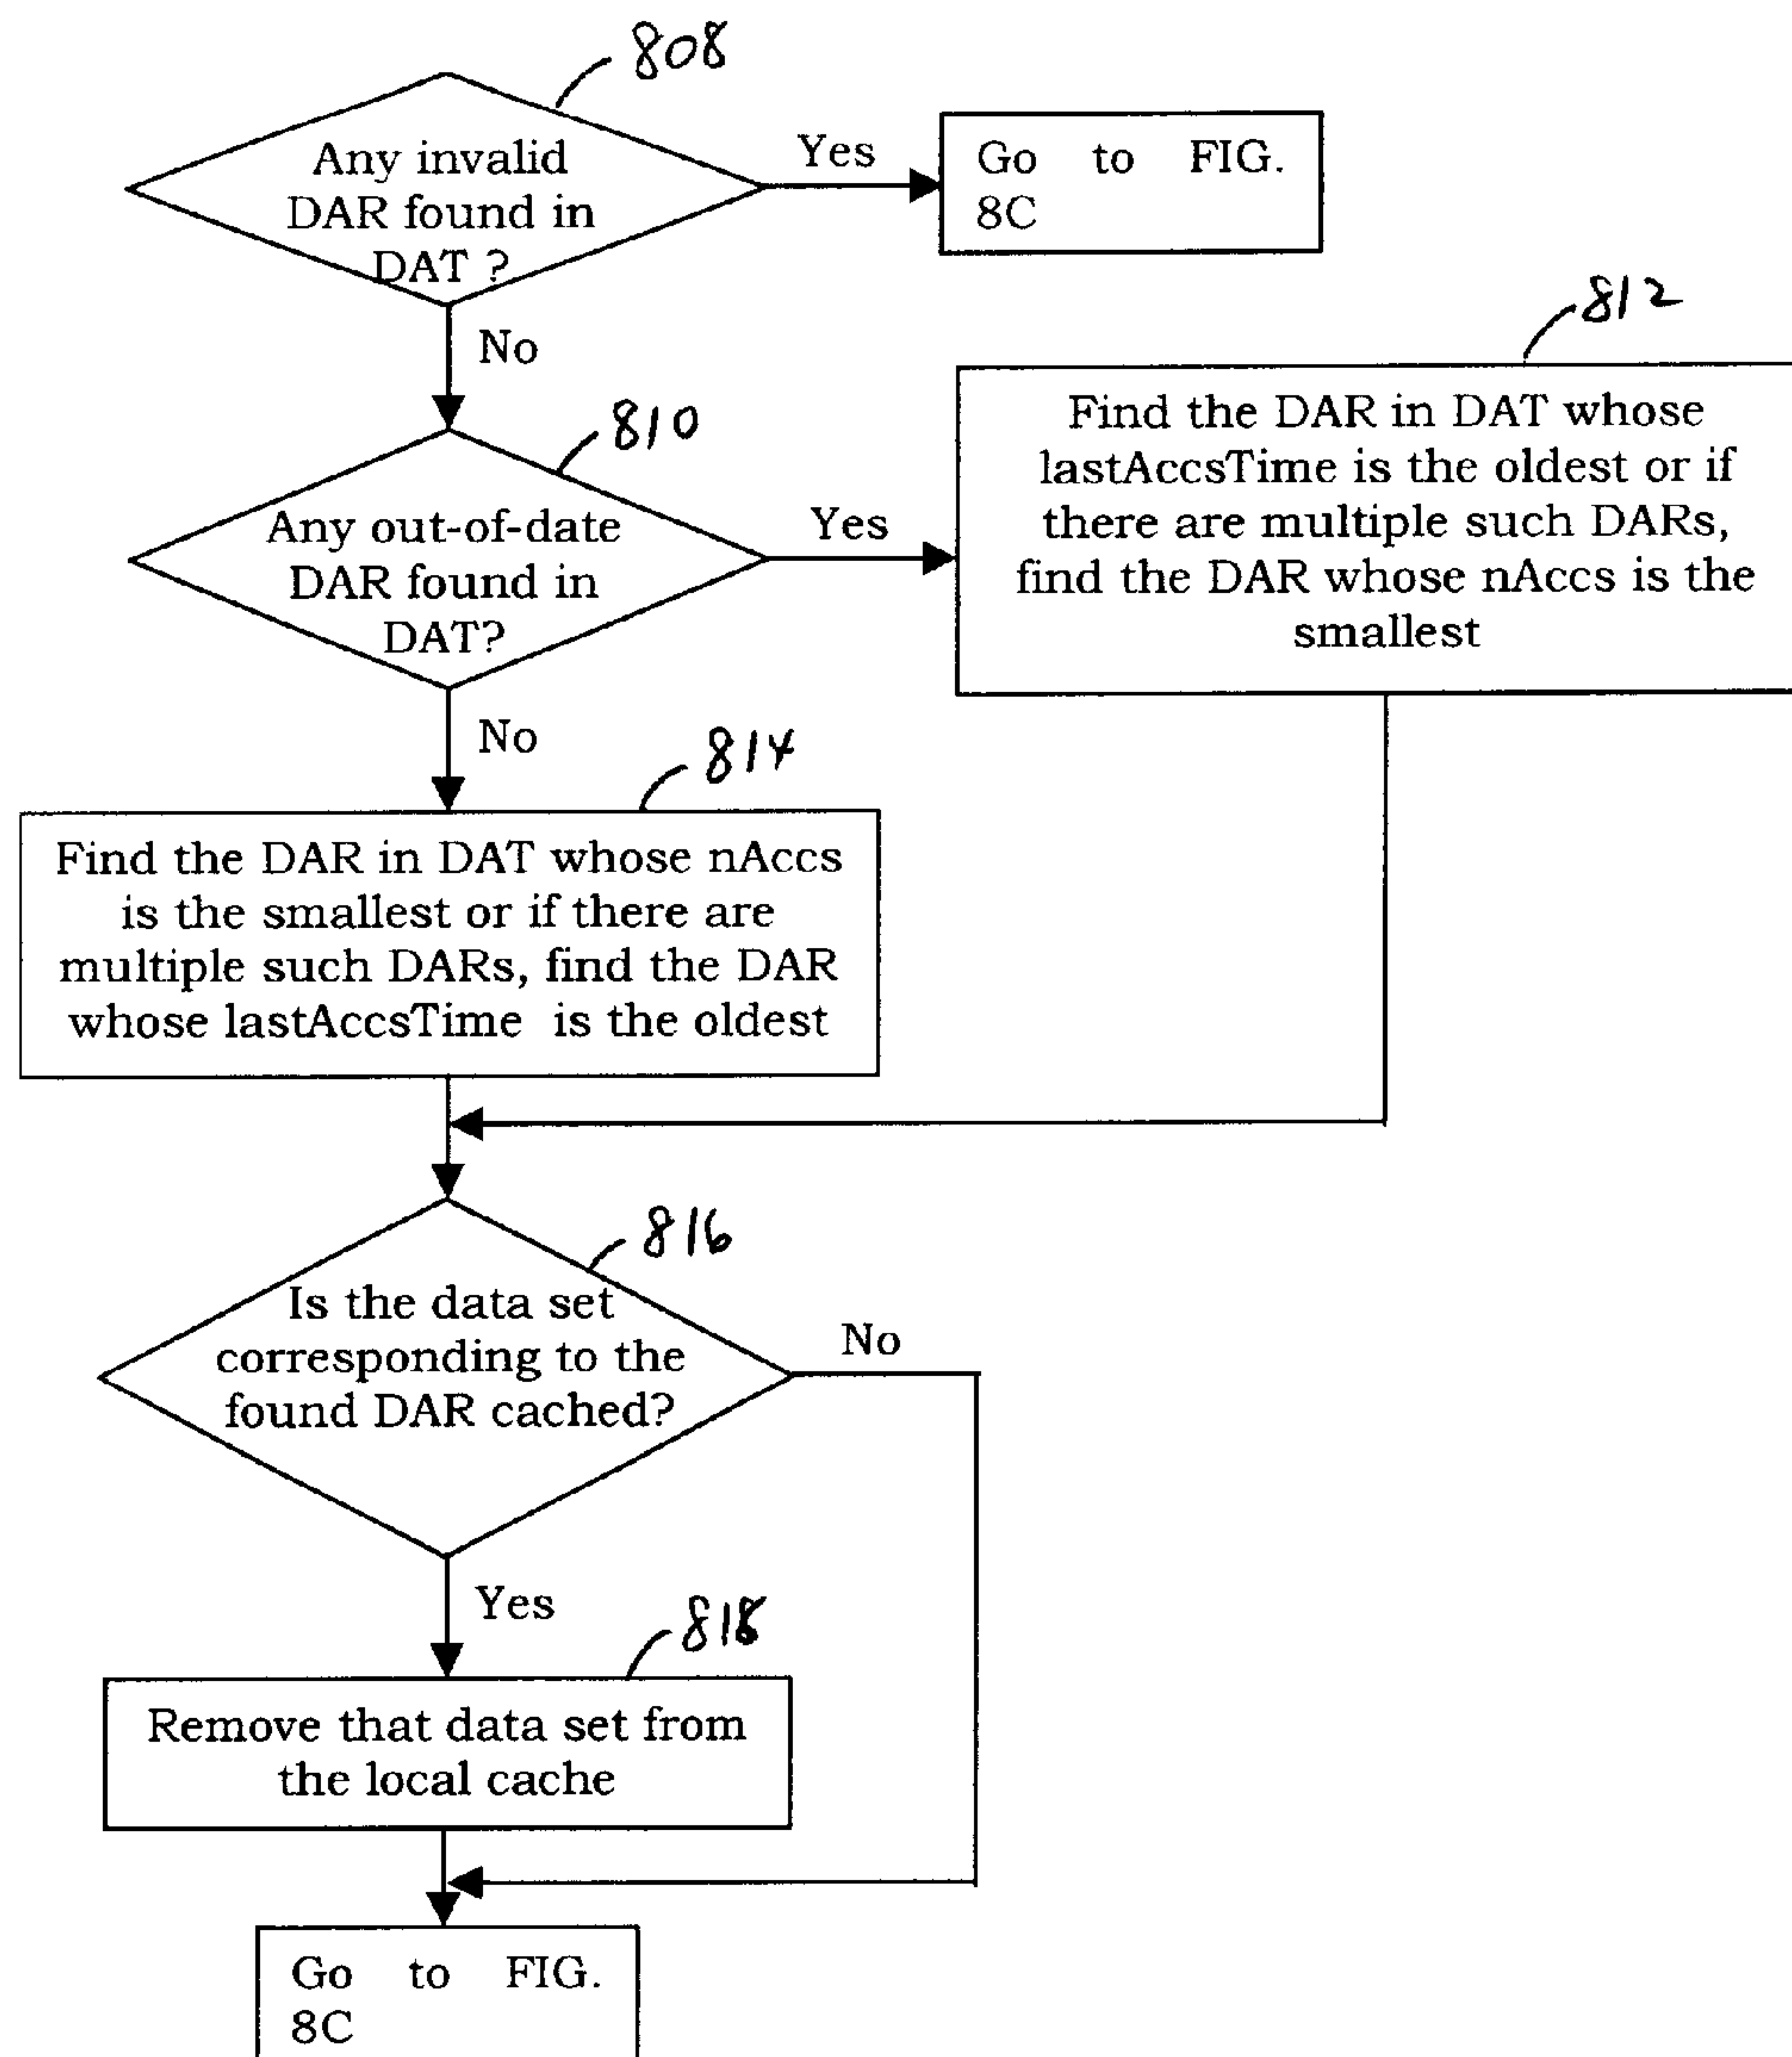 808
Any invalid
DAR found in
DAT ?
Yes
Go to FIG.
8C
No
810
Any out-of-date
DAR found in
DAT?
Yes
812
Find the DAR in DAT whose
lastAccsTime is the oldest or if
there are multiple such DARs,
find the DAR whose nAccs is the
smallest
No
814
Find the DAR in DAT whose nAccs
is the smallest or if there are
multiple such DARs, find the DAR
whose lastAccsTime is the oldest
816
Is the data set
corresponding to the
found DAR cached?
No
Yes
818
Remove that data set from
the local cache
Go to FIG.
8C